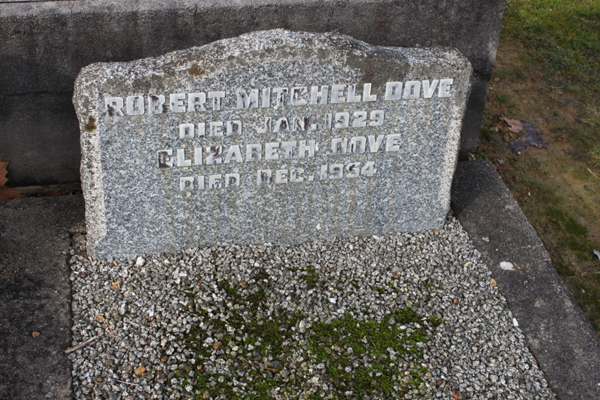 ROBERT MITCHELL DOVE
DIED JAN. 1929
ELIZABETH DOVE
DIED DEC. 1934